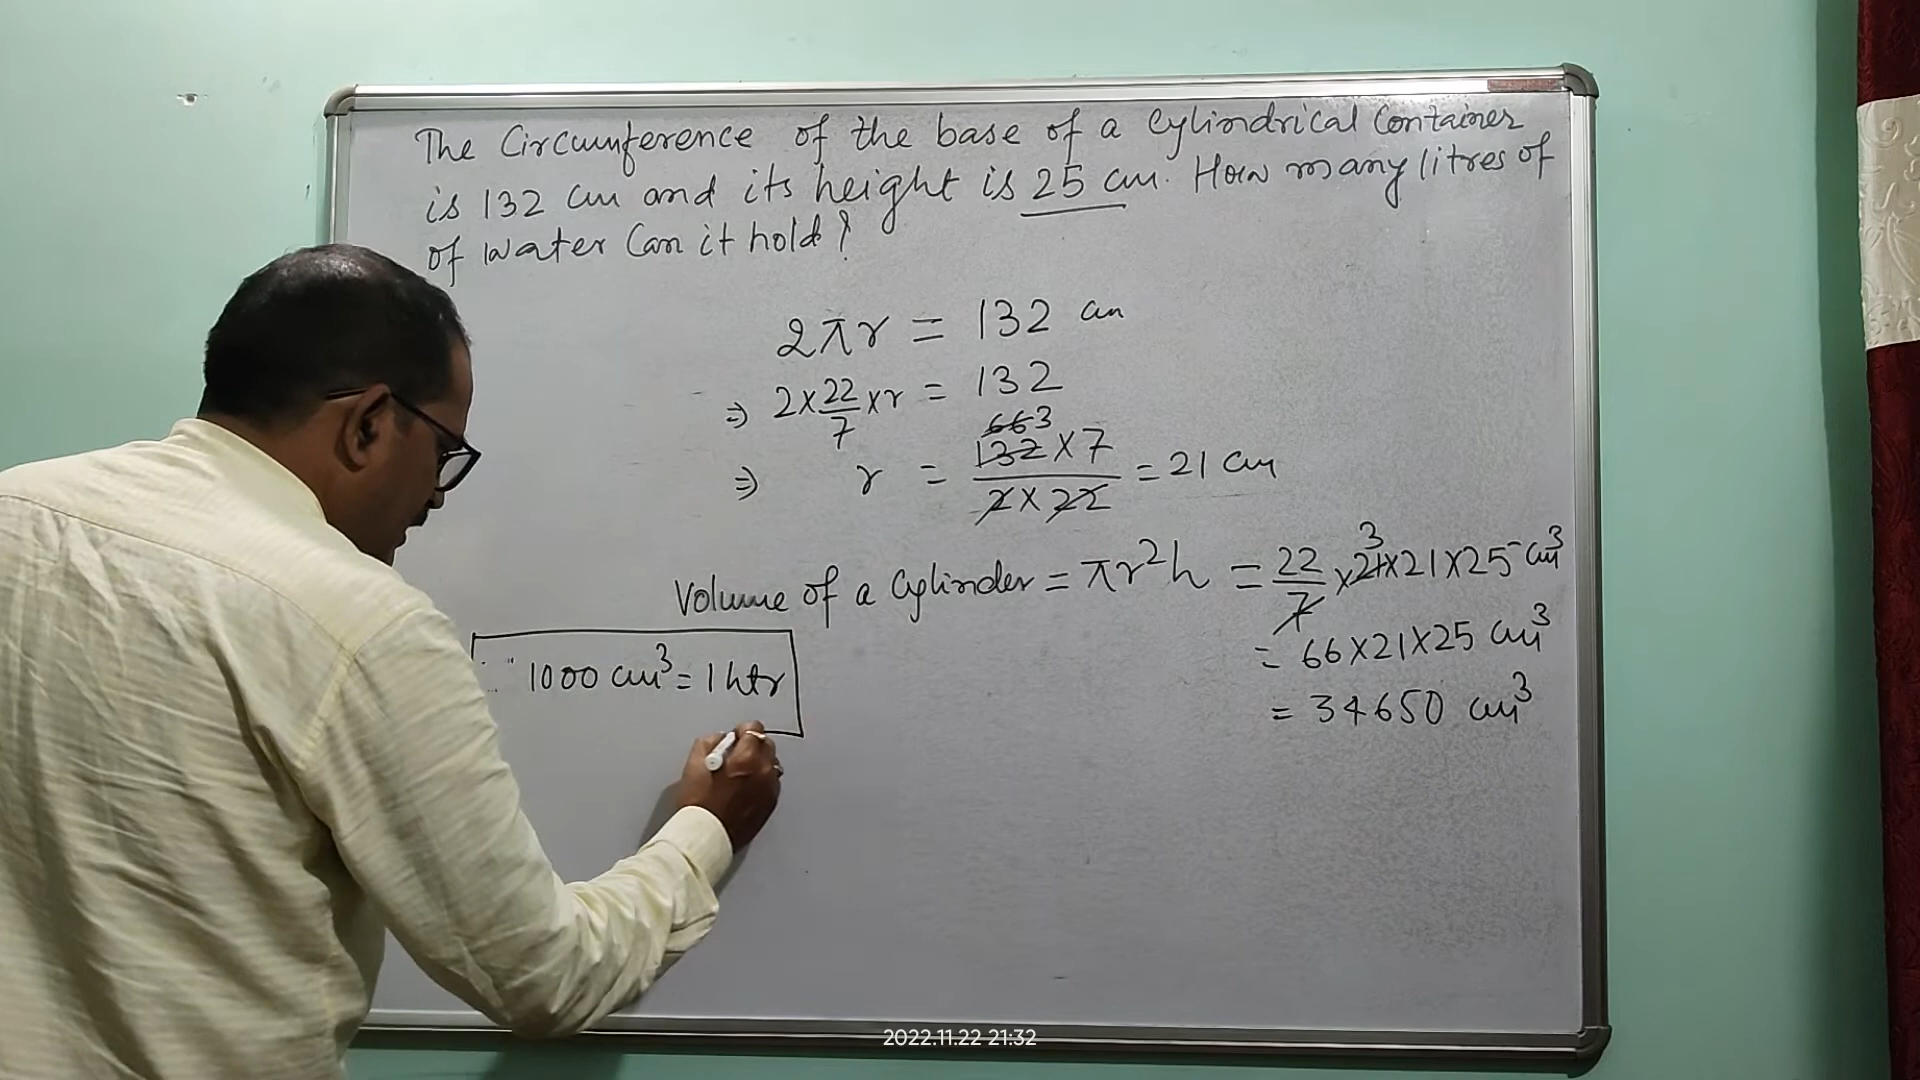 The Circumference of the base of a Cylindrical Container
is 132 cm and its height is 25 cm. How many litres of
of water Can it hold?
2πr = 132 cm
⇒ 2×22/7×r = 132
663
⇒ r = 132×7/2×22 = 21 cm
3
Volume of a Cylinder = πr²h = 22/7×21×21×25 cm³
= 66×21×25 cm³
∵ 1000 cm³ = 1 ltr
= 34650 cm³
2022.11.22 21:32